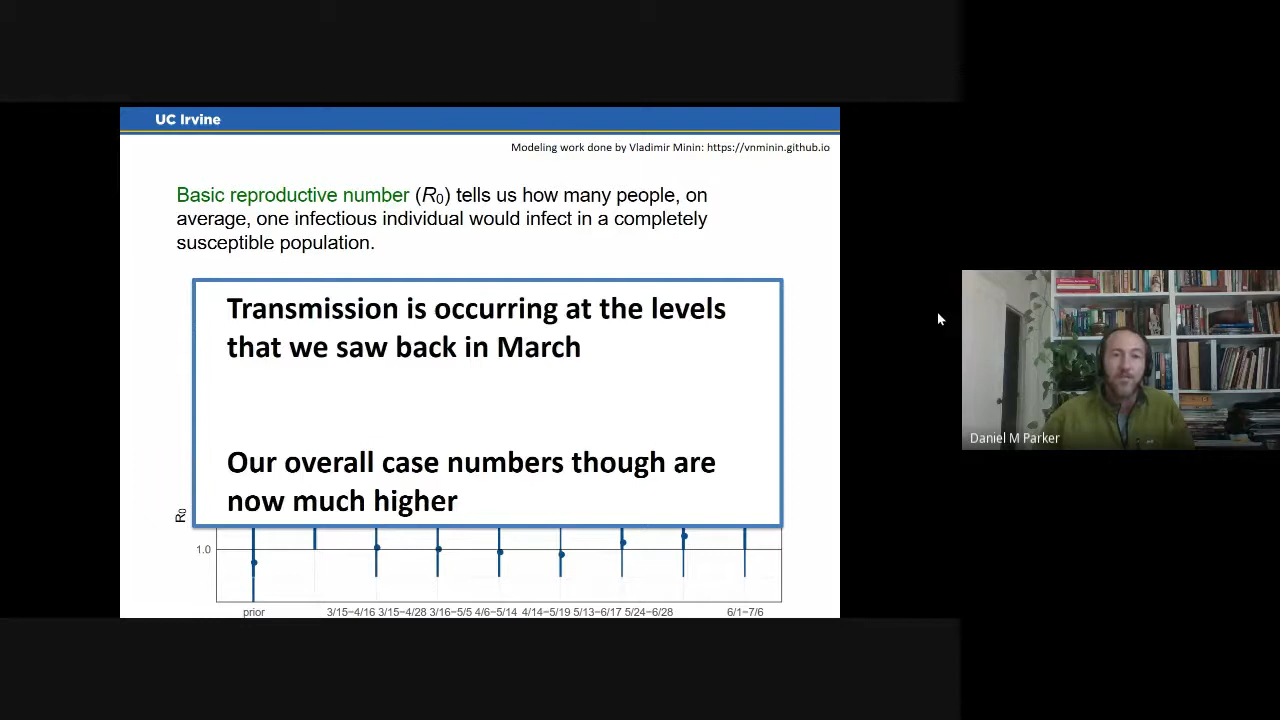 UC Irvine
Modeling work done by Vladimir Minin: https://vnminin.github.io
Basic reproductive number (R0) tells us how many people, on
average, one infectious individual would infect in a completely
susceptible population.
Transmission is occurring at the levels
that we saw back in March
Our overall case numbers though are
now much higher
R0
1.0
prior 3/15−4/16 3/15−4/28 3/16−5/5 4/6−5/14 4/14−5/19 5/13−6/17 5/24−6/28 6/1−7/6
Daniel M Parker